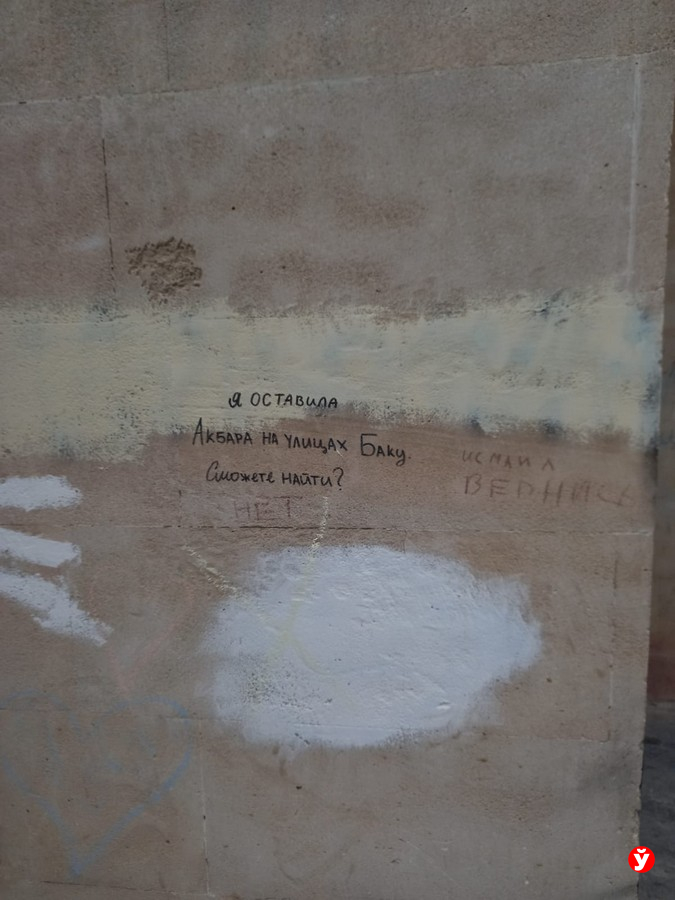 Я ОСТАВИЛА
АКБАРА НА УЛИЦАХ БАКУ.
Сможете НАЙТИ?
НЕТ
ИСМАИЛ
ВЕРНИСЬ
Ў